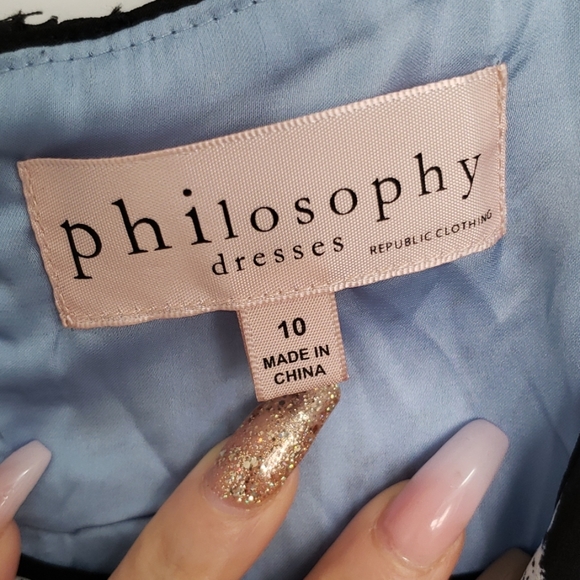 philosophy
dresses REPUBLIC CLOTHING
10
MADE IN
CHINA